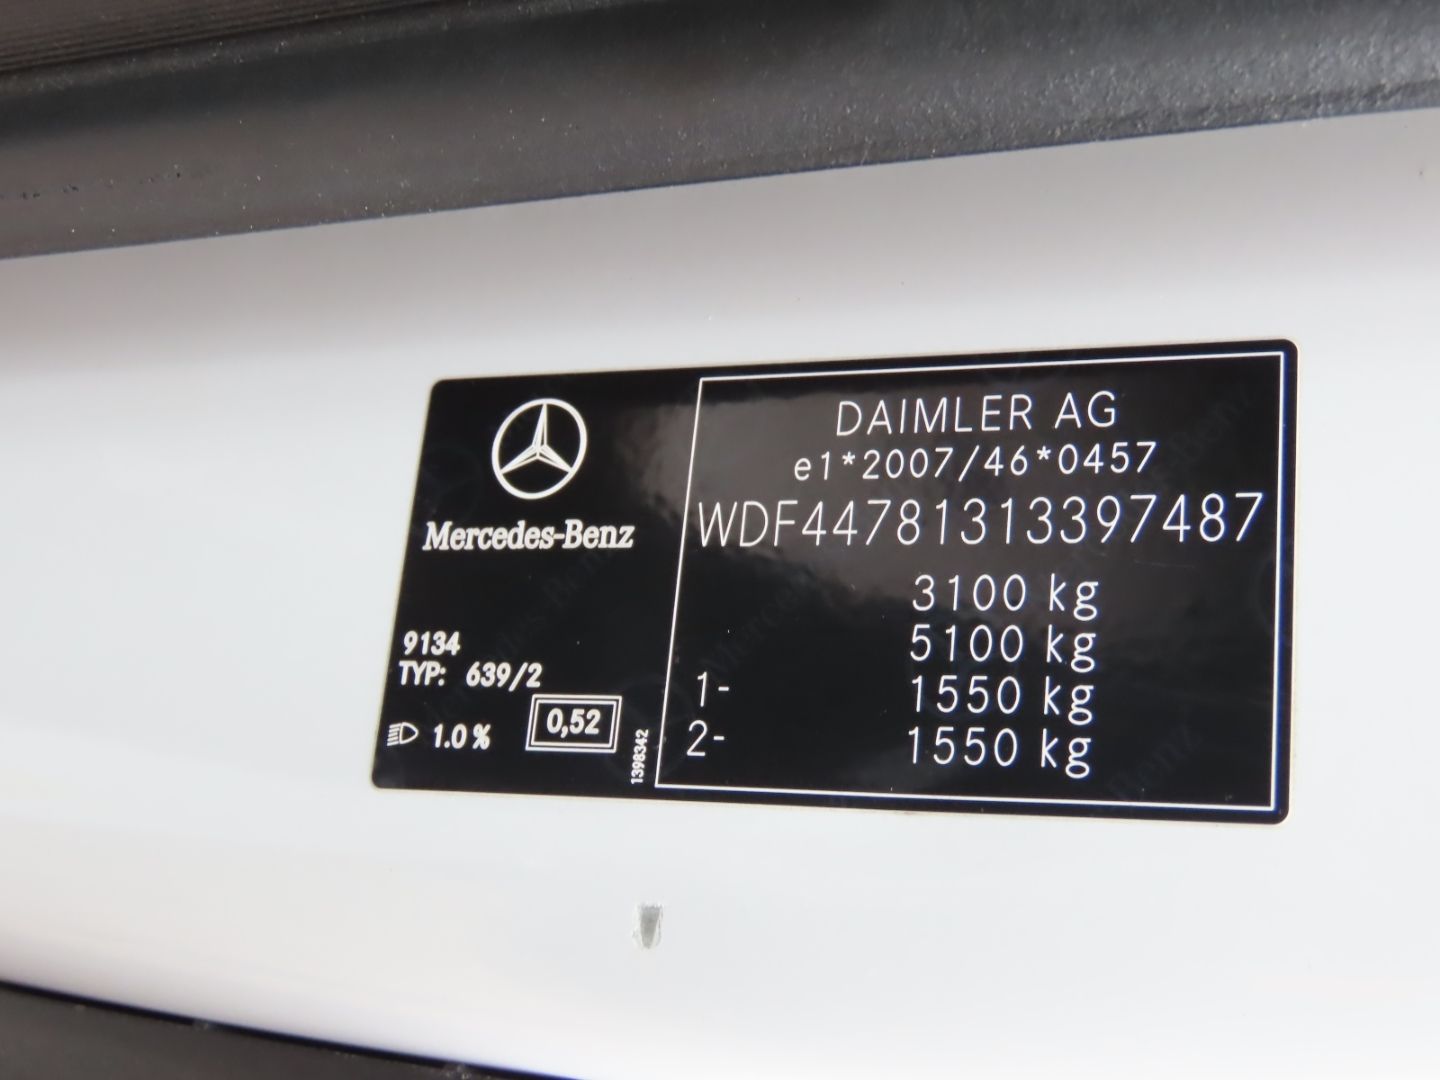 Mercedes-Benz
9134
TYP: 639/2
1.0 %
0,52
1398342
DAIMLER AG
e1*2007/46*0457
WDF44781313397487
3100 kg
5100 kg
1- 1550 kg
2- 1550 kg